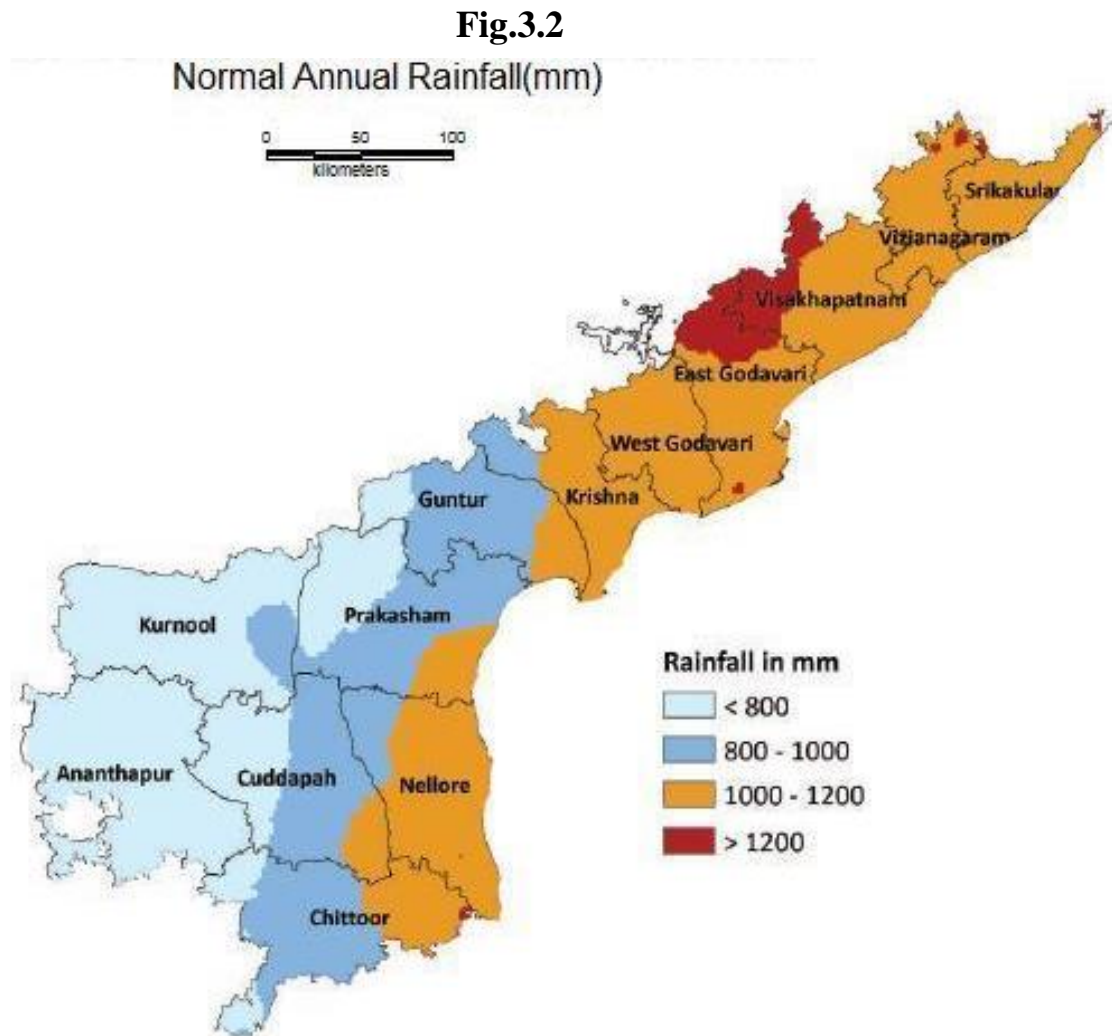 Fig.3.2
Normal Annual Rainfall(mm)
0 50 100
kilometers
Srikakular
Vizianagaram
Visakhapatnam
East Godavari
West Godavari
Krishna
Guntur
Prakasham
Kurnool
Rainfall in mm
< 800
800 - 1000
1000 - 1200
> 1200
Ananthapur
Cuddapah
Nellore
Chittoor